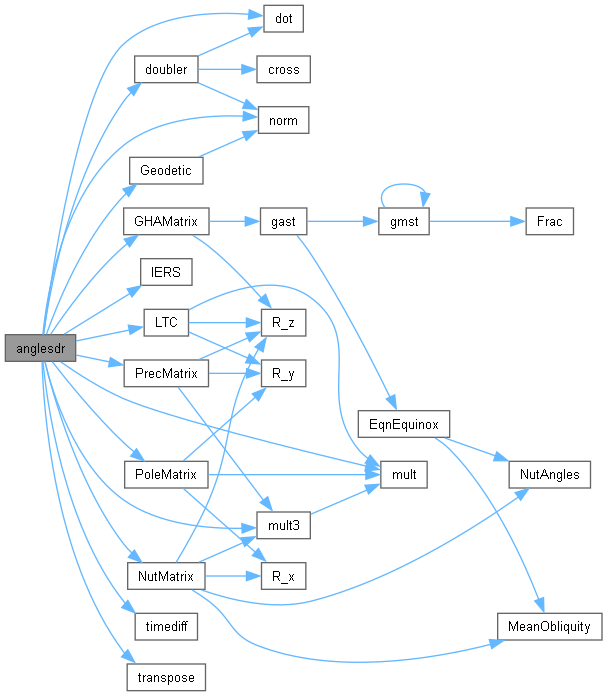 dot
doubler
cross
norm
Geodetic
GHAMatrix
gast
gmst
Frac
IERS
LTC
R_z
anglesdr
PrecMatrix
R_y
EqnEquinox
PoleMatrix
mult
NutAngles
mult3
NutMatrix
R_x
timediff
MeanObliquity
transpose